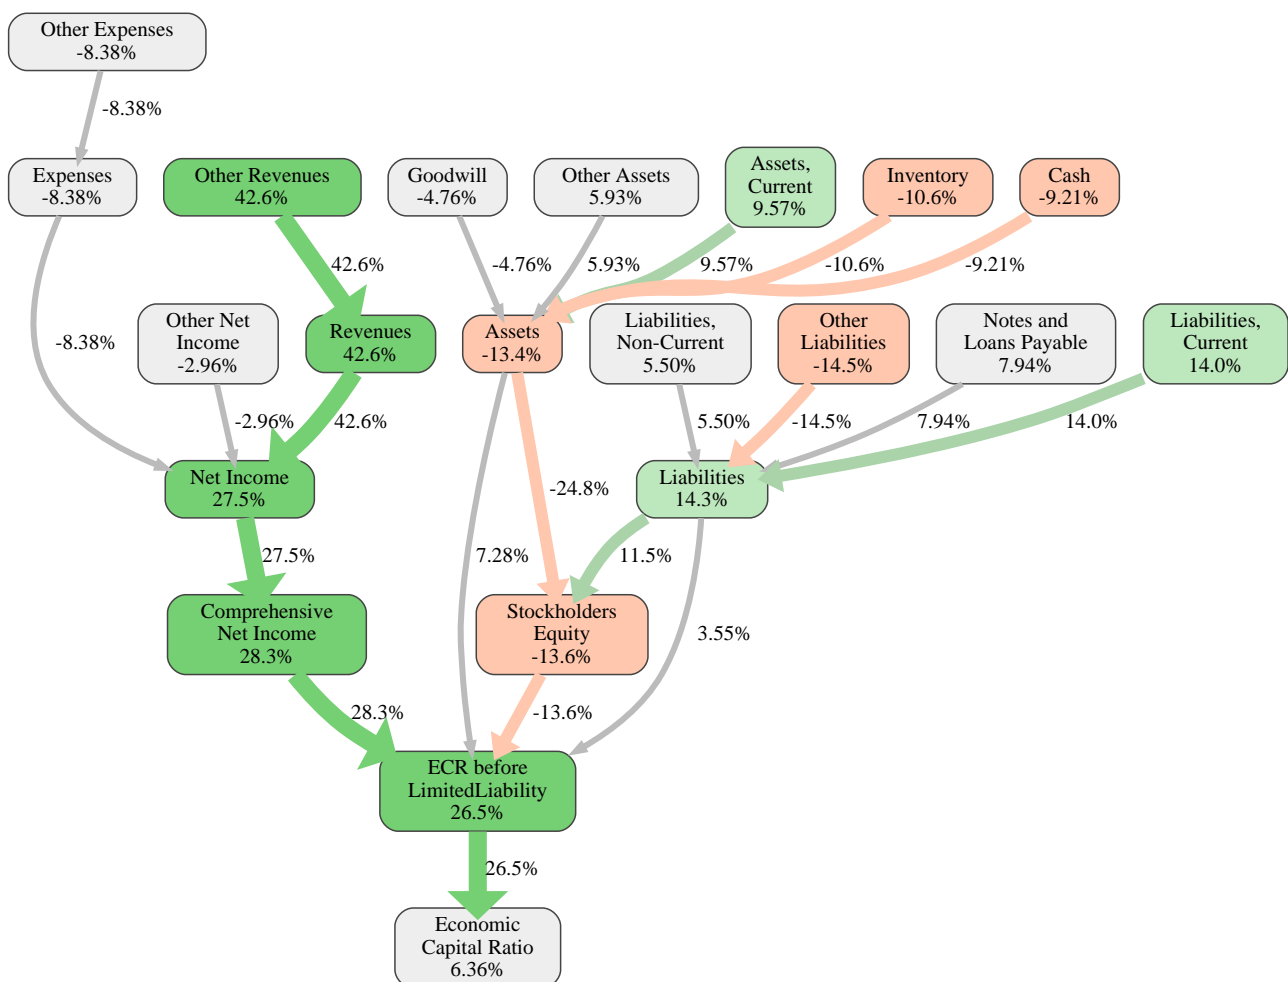 Other Expenses
-8.38%
-8.38%
Expenses
-8.38%
Other Revenues
42.6%
Goodwill
-4.76%
Other Assets
5.93%
Assets,
Current
9.57%
Inventory
-10.6%
Cash
-9.21%
42.6%
-4.76%
5.93%
9.57%
-10.6%
-9.21%
-8.38%
Other Net
Income
-2.96%
Revenues
42.6%
Assets
-13.4%
Liabilities,
Non-Current
5.50%
Other
Liabilities
-14.5%
Notes and
Loans Payable
7.94%
Liabilities,
Current
14.0%
-2.96%
42.6%
5.50%
-14.5%
7.94%
14.0%
Net Income
27.5%
-24.8%
Liabilities
14.3%
27.5%
7.28%
11.5%
Comprehensive
Net Income
28.3%
Stockholders
Equity
-13.6%
3.55%
28.3%
-13.6%
ECR before
LimitedLiability
26.5%
26.5%
Economic
Capital Ratio
6.36%